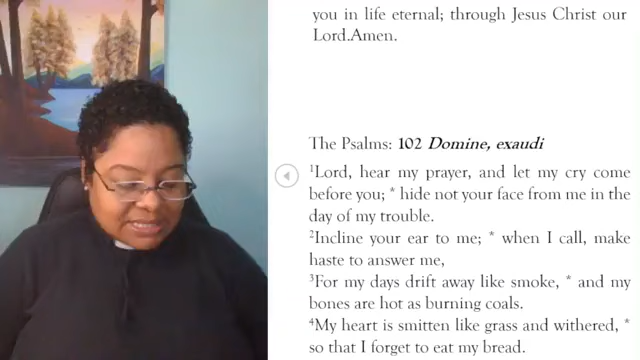 you in life eternal; through Jesus Christ our
Lord.Amen.
The Psalms: 102 Domine, exaudi
1Lord, hear my prayer, and let my cry come
before you; * hide not your face from me in the
day of my trouble.
2Incline your ear to me; * when I call, make
haste to answer me,
3For my days drift away like smoke, * and my
bones are hot as burning coals.
4My heart is smitten like grass and withered, *
so that I forget to eat my bread.